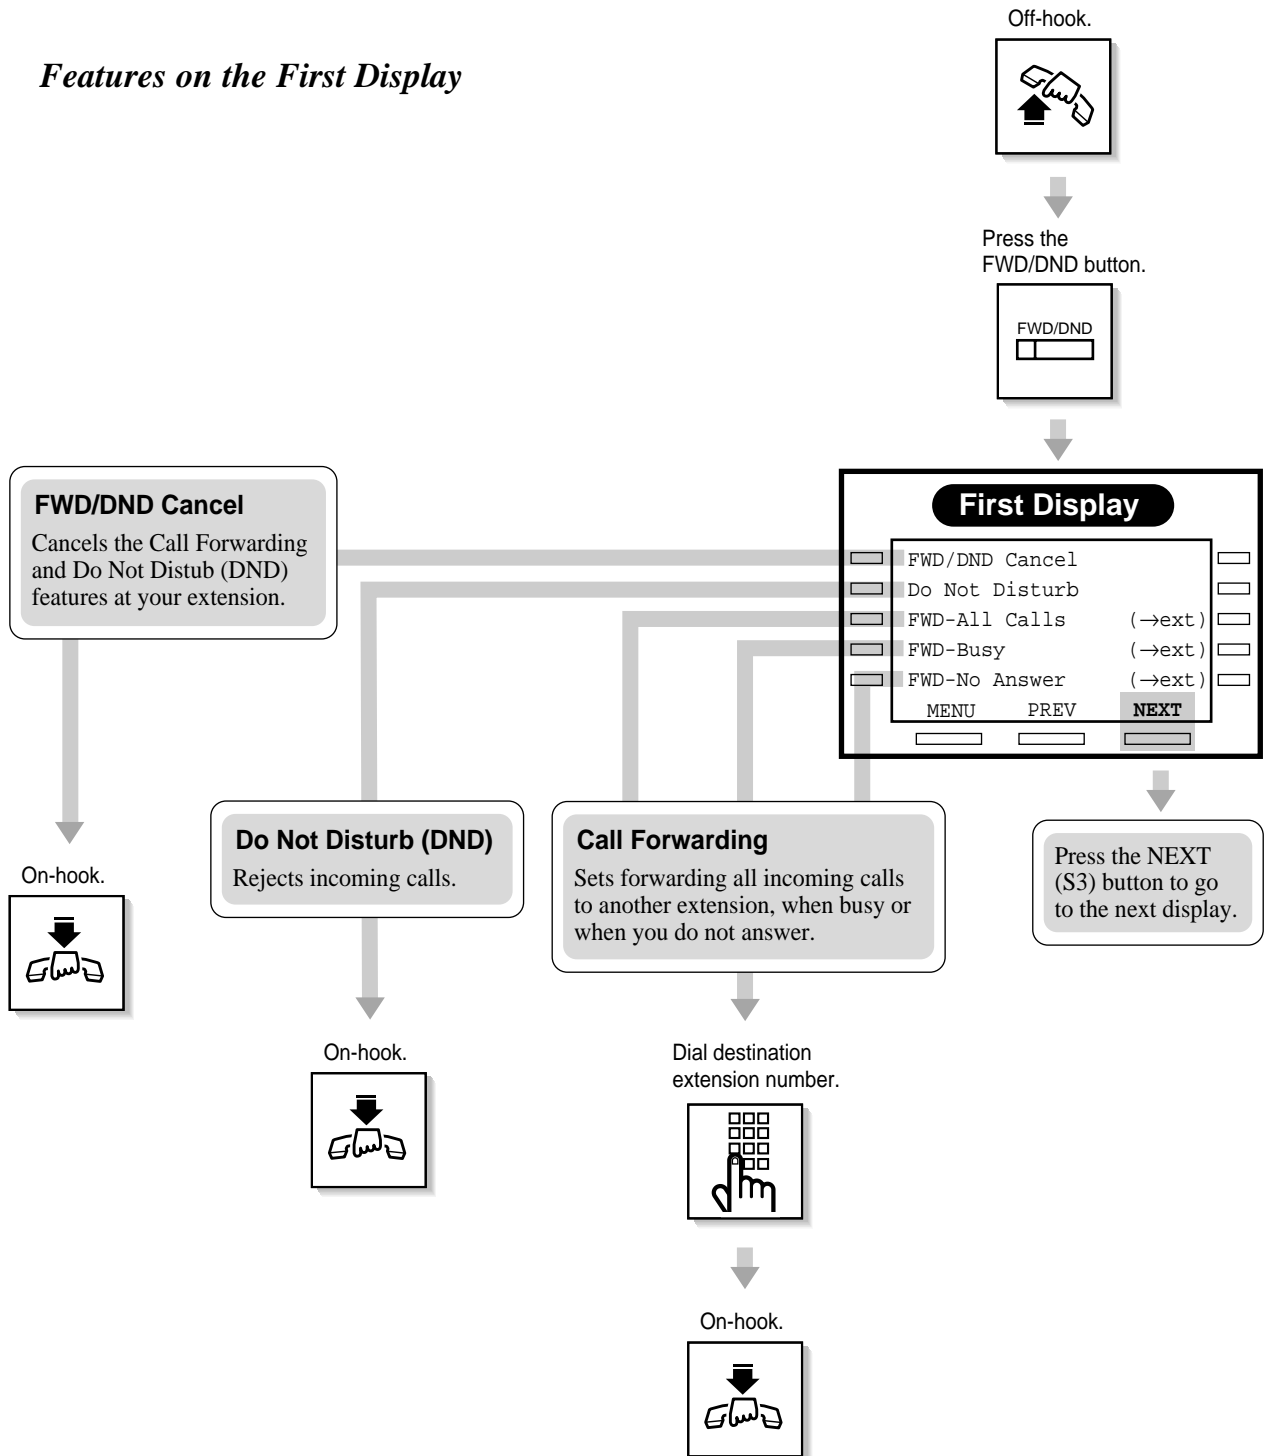 Off-hook.
Features on the First Display
Press the
FWD/DND button.
FWD/DND
First Display
FWD/DND Cancel
Do Not Disturb
FWD-All Calls (→ext)
FWD-Busy (→ext)
FWD-No Answer (→ext)
MENU PREV NEXT
FWD/DND Cancel
Cancels the Call Forwarding
and Do Not Distub (DND)
features at your extension.
On-hook.
Do Not Disturb (DND)
Rejects incoming calls.
On-hook.
Call Forwarding
Sets forwarding all incoming calls
to another extension, when busy or
when you do not answer.
Dial destination
extension number.
On-hook.
Press the NEXT
(S3) button to go
to the next display.